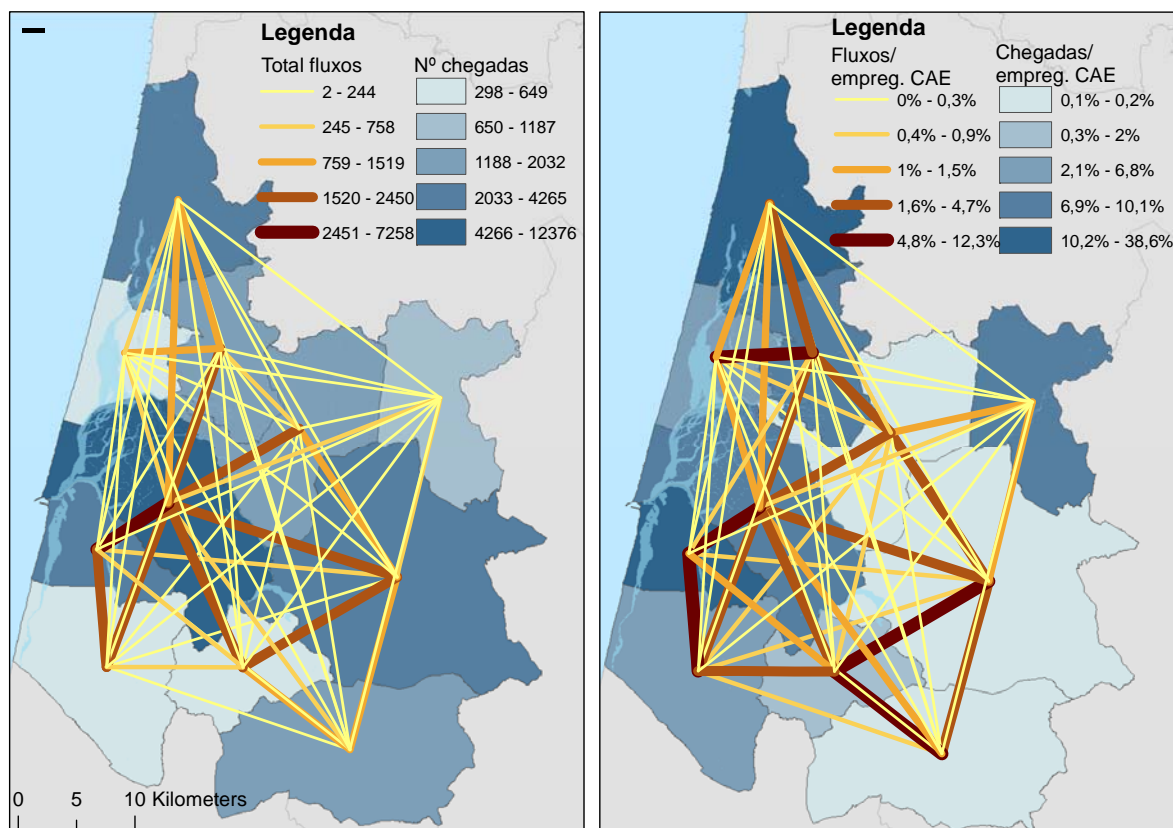 Legenda
Total fluxos
Nº chegadas
2 - 244
298 - 649
245 - 758
650 - 1187
759 - 1519
1188 - 2032
1520 - 2450
2033 - 4265
2451 - 7258
4266 - 12376
0 5 10 Kilometers
Legenda
Fluxos/
empreg. CAE
Chegadas/
empreg. CAE
0% - 0,3%
0,1% - 0,2%
0,4% - 0,9%
0,3% - 2%
1% - 1,5%
2,1% - 6,8%
1,6% - 4,7%
6,9% - 10,1%
4,8% - 12,3%
10,2% - 38,6%